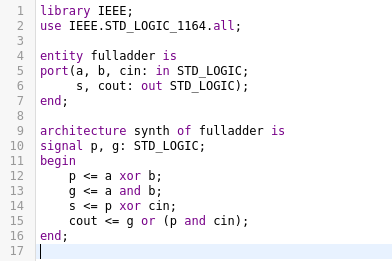 1 library IEEE;
2 use IEEE.STD_LOGIC_1164.all;
3
4 entity fulladder is
5 port(a, b, cin: in STD_LOGIC;
6      s, cout: out STD_LOGIC);
7 end;
8
9 architecture synth of fulladder is
10 signal p, g: STD_LOGIC;
11 begin
12     p <= a xor b;
13     g <= a and b;
14     s <= p xor cin;
15     cout <= g or (p and cin);
16 end;
17